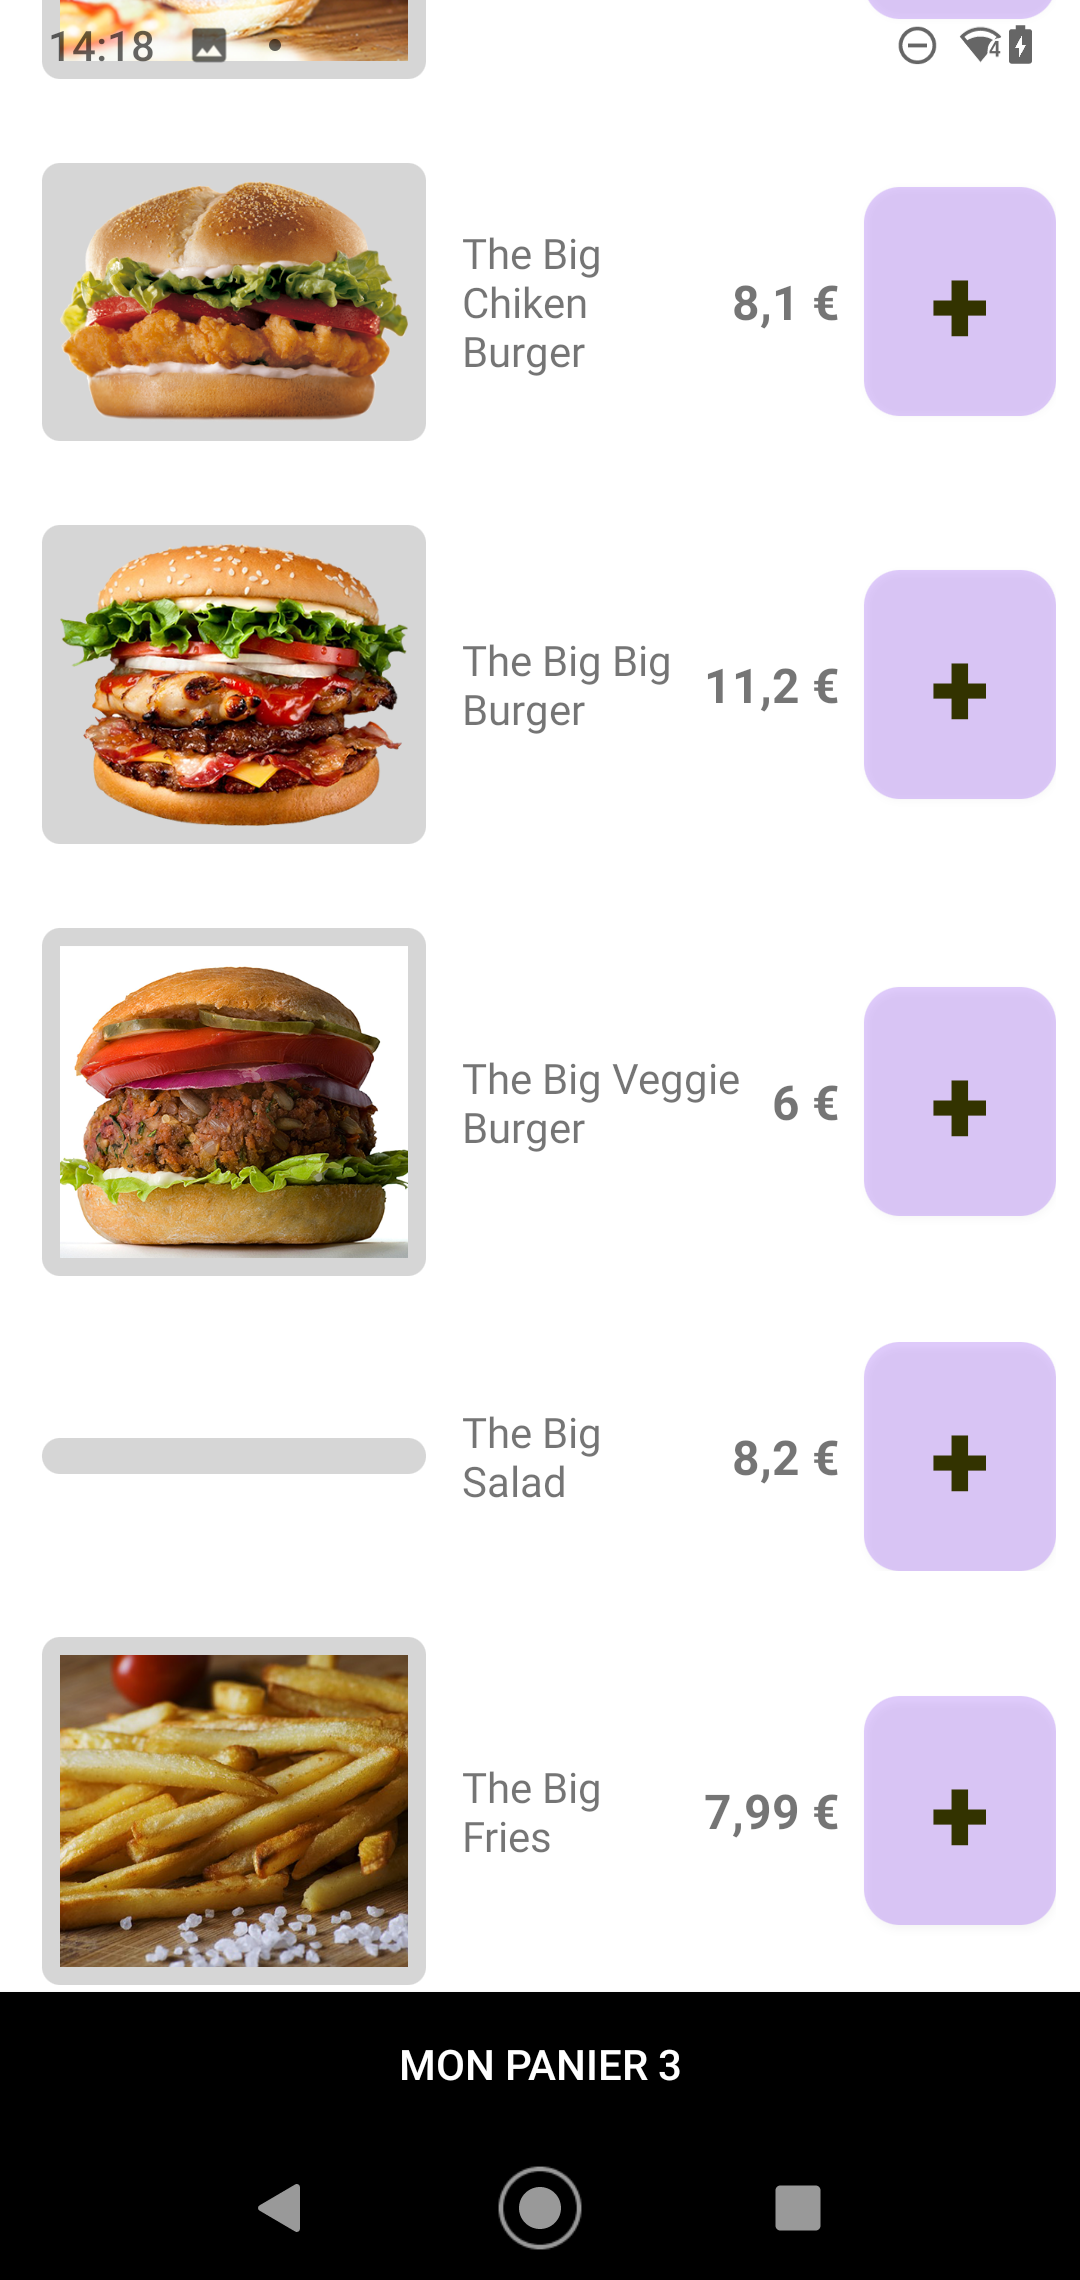 14:18
4
The Big
Chiken
Burger
8,1 €
+
The Big Big
Burger
11,2 €
+
The Big Veggie
Burger
6 €
+
The Big
Salad
8,2 €
+
The Big
Fries
7,99 €
+
MON PANIER 3